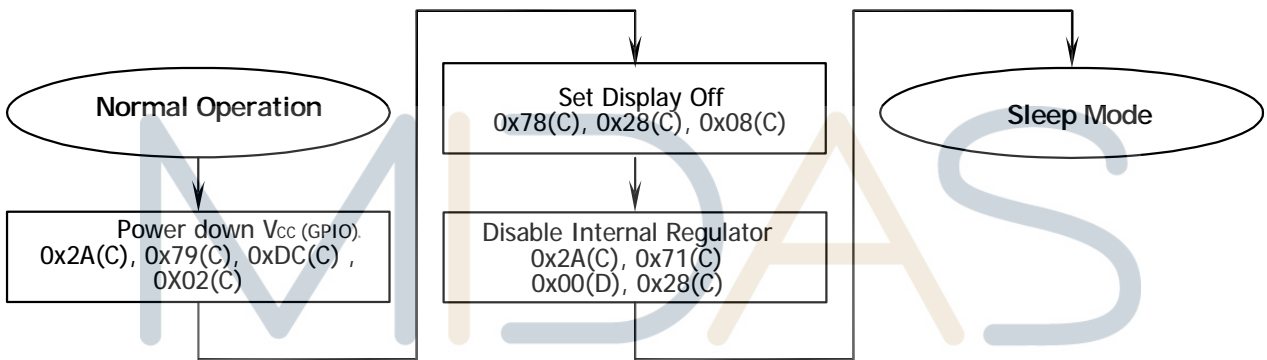 Normal Operation
Power down Vcc (GPIO).
0x2A(C), 0x79(C), 0xDC(C) ,
0X02(C)
Set Display Off
0x78(C), 0x28(C), 0x08(C)
Disable Internal Regulator
0x2A(C), 0x71(C)
0x00(D), 0x28(C)
Sleep Mode
MIDAS